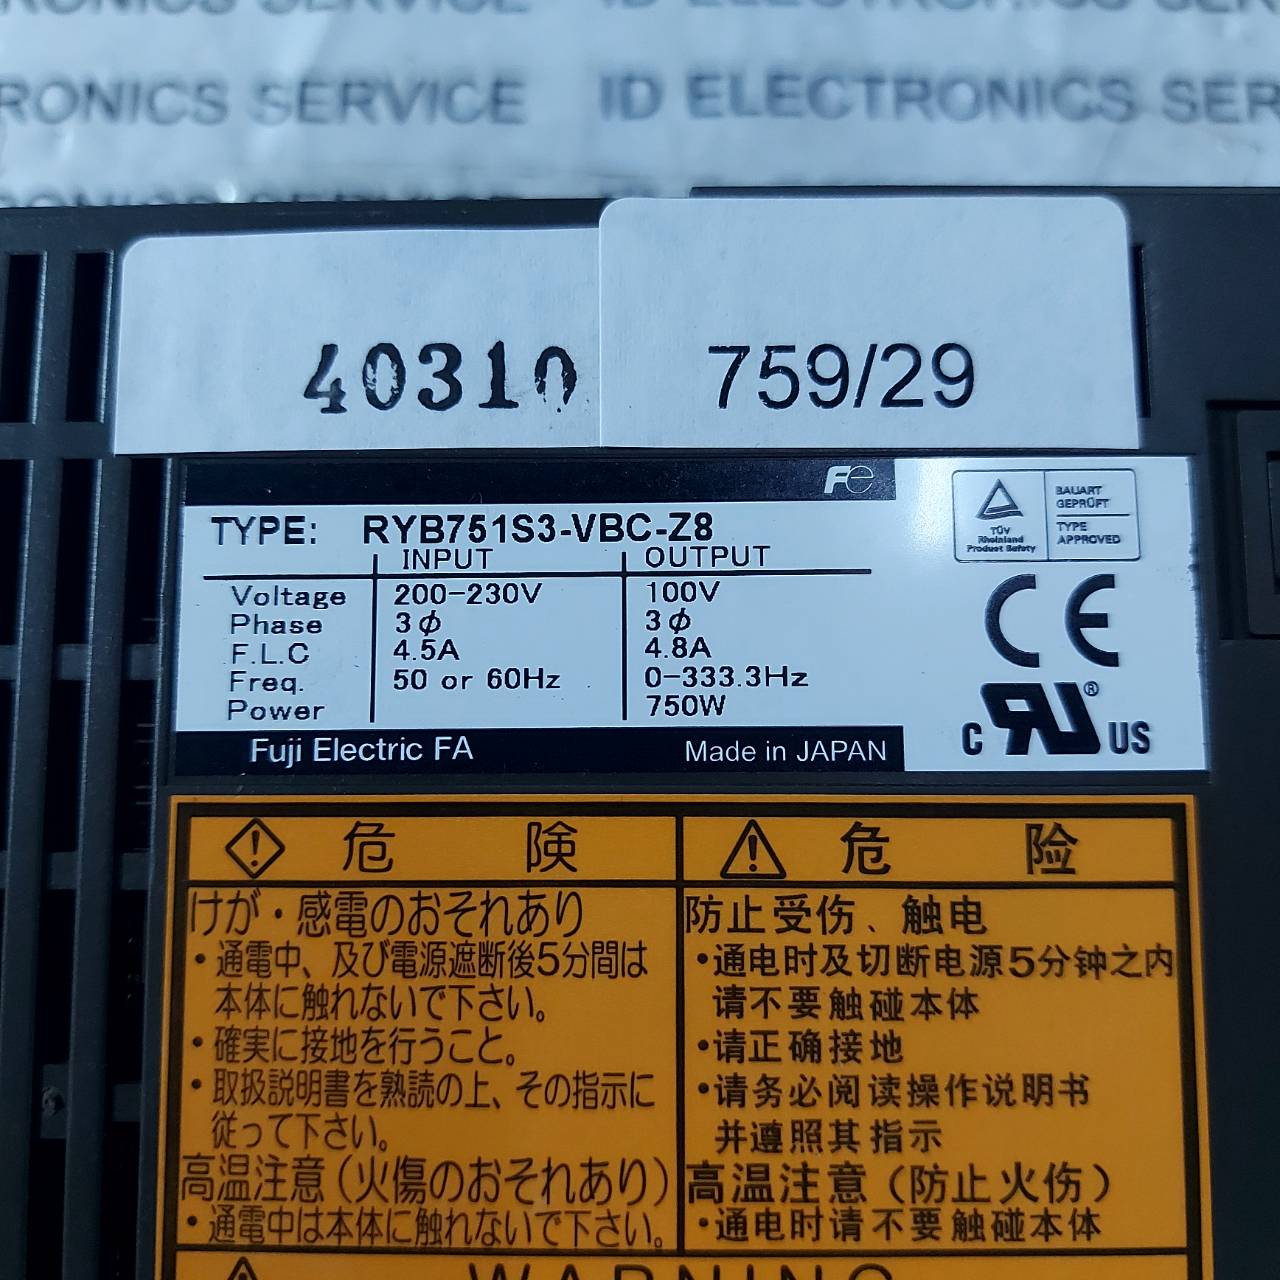 RONICS SERVICE ID ELECTRONICS SER
40310
759/29
Fe
TYPE: RYB751S3-VBC-Z8
INPUT OUTPUT
Voltage 200-230V 100V
Phase 3φ 3φ
F.L.C 4.5A 4.8A
Freq. 50 or 60Hz 0-333.3Hz
Power 750W
Fuji Electric FA Made in JAPAN
TÜV
Rheinland
Product Safety
BAUART
GEPRÜFT
TYPE
APPROVED
CE
C RU® US
危険
けが・感電のおそれあり
・通電中、及び電源遮断後5分間は
本体に触れないで下さい。
・確実に接地を行うこと。
・取扱説明書を熟読の上、その指示に
従って下さい。
高温注意(火傷のおそれあり)
・通電中は本体に触れないで下さい。
危险
防止受伤、触电
•通电时及切断电源5分钟之内
请不要触碰本体
•请正确接地
•请务必阅读操作说明书
并遵照其指示
高温注意(防止火伤)
•通电时请不要触碰本体
WARNING